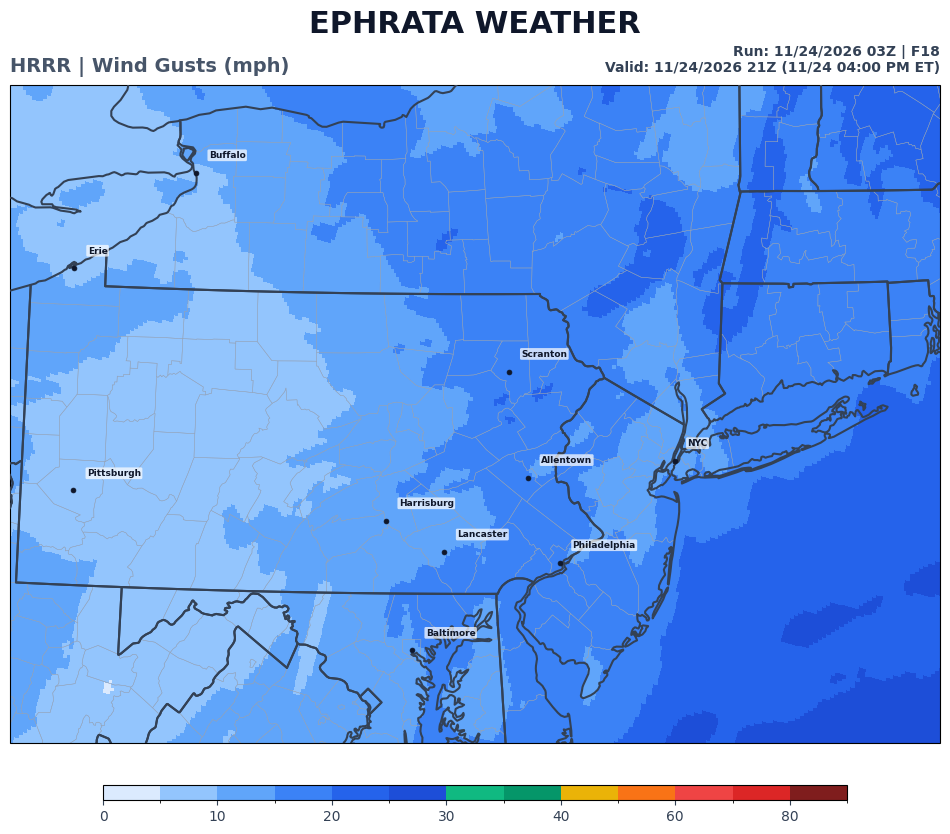 EPHRATA WEATHER
HRRR | Wind Gusts (mph)
Run: 11/24/2026 03Z | F18
Valid: 11/24/2026 21Z (11/24 04:00 PM ET)
Buffalo
Erie
Scranton
NYC
Allentown
Pittsburgh
Harrisburg
Lancaster
Philadelphia
Baltimore
0 10 20 30 40 50 60 70 80